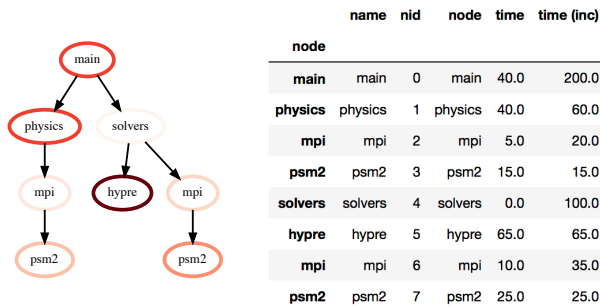 main
physics solvers
mpi hypre mpi
psm2 psm2
name nid node time time (inc)
node
main main 0 main 40.0 200.0
physics physics 1 physics 40.0 60.0
mpi mpi 2 mpi 5.0 20.0
psm2 psm2 3 psm2 15.0 15.0
solvers solvers 4 solvers 0.0 100.0
hypre hypre 5 hypre 65.0 65.0
mpi mpi 6 mpi 10.0 35.0
psm2 psm2 7 psm2 25.0 25.0